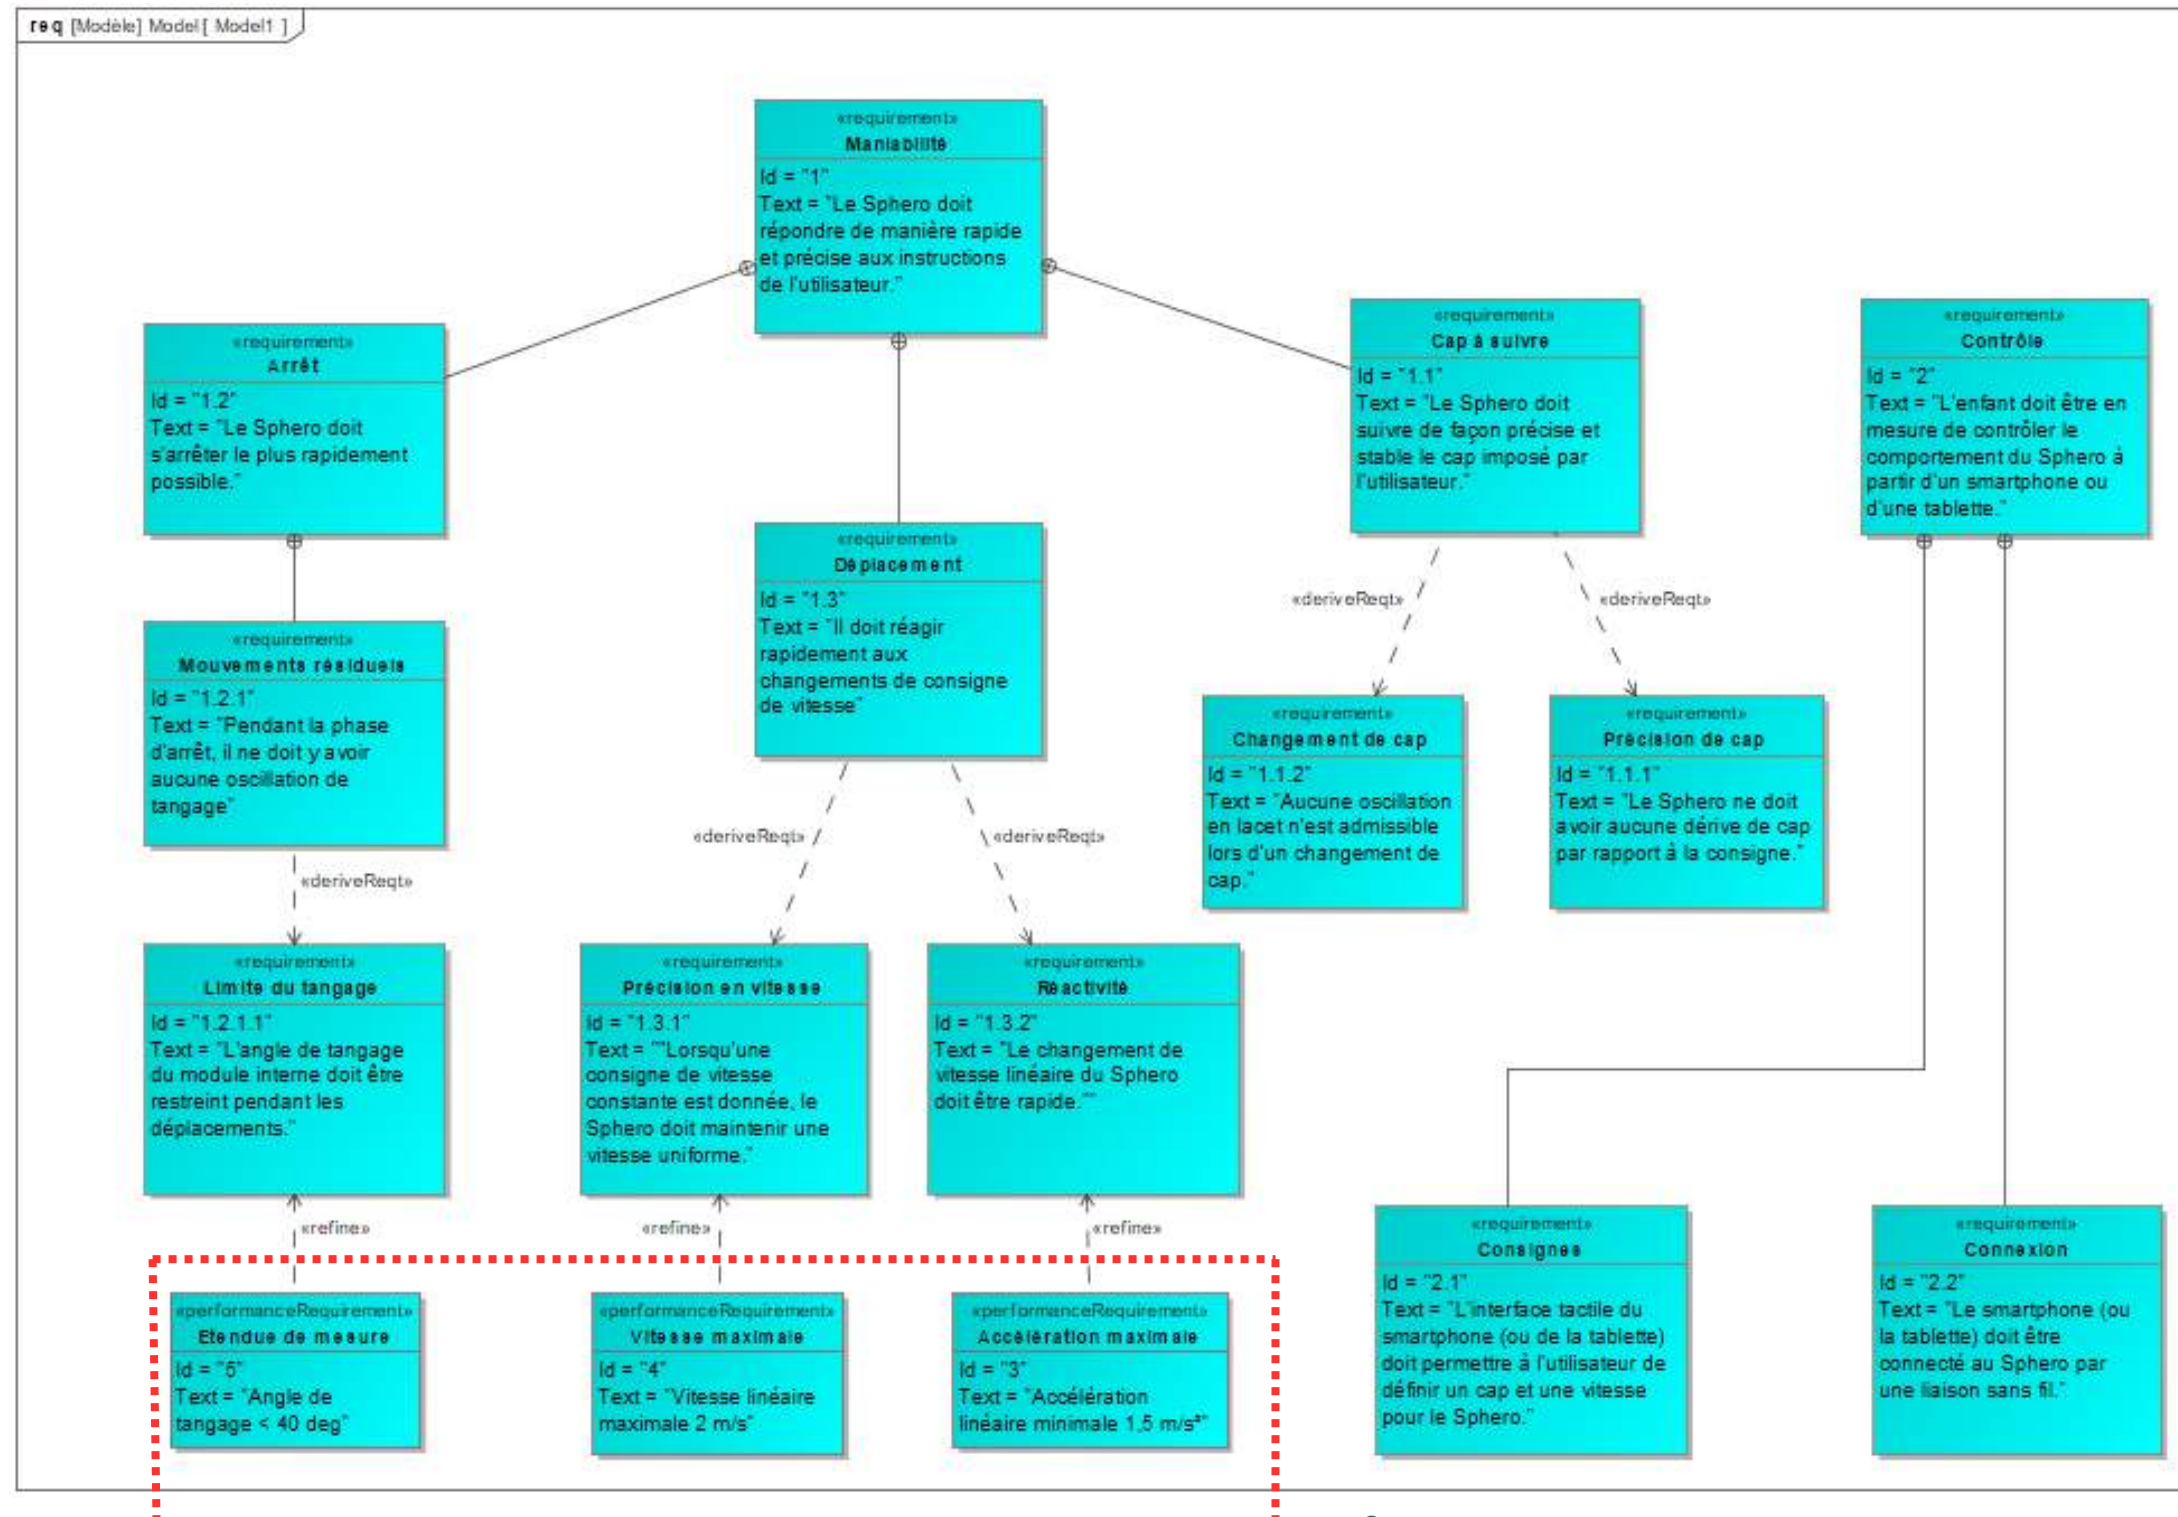 req [Modèle] Model [ Model1 ]
«requirement»
Maniabilité
Id = "1"
Text = "Le Sphero doit
répondre de manière rapide
et précise aux instructions
de l'utilisateur."
«requirement»
Arrêt
Id = "1.2"
Text = "Le Sphero doit
s'arrêter le plus rapidement
possible."
«requirement»
Cap à suivre
Id = "1.1"
Text = "Le Sphero doit
suivre de façon précise et
stable le cap imposé par
l'utilisateur."
«requirement»
Contrôle
Id = "2"
Text = "L'enfant doit être en
mesure de contrôler le
comportement du Sphero à
partir d'un smartphone ou
d'une tablette."
«requirement»
Déplacement
Id = "1.3"
Text = "Il doit réagir
rapidement aux
changements de consigne
de vitesse"
«requirement»
Mouvements résiduels
Id = "1.2.1"
Text = "Pendant la phase
d'arrêt, il ne doit y avoir
aucune oscillation de
tangage"
«deriveReqt»
«deriveReqt»
«requirement»
Changement de cap
Id = "1.1.2"
Text = "Aucune oscillation
en lacet n'est admissible
lors d'un changement de
cap."
«requirement»
Précision de cap
Id = "1.1.1"
Text = "Le Sphero ne doit
avoir aucune dérive de cap
par rapport à la consigne."
«deriveReqt»
«deriveReqt»
«deriveReqt»
«requirement»
Limite du tangage
Id = "1.2.1.1"
Text = "L'angle de tangage
du module interne doit être
restreint pendant les
déplacements."
«requirement»
Précision en vitesse
Id = "1.3.1"
Text = ""Lorsqu'une
consigne de vitesse
constante est donnée, le
Sphero doit maintenir une
vitesse uniforme."
«requirement»
Réactivité
Id = "1.3.2"
Text = "Le changement de
vitesse linéaire du Sphero
doit être rapide.""
«refine»
«refine»
«refine»
«performanceRequirement»
Etendue de mesure
Id = "5"
Text = "Angle de
tangage < 40 deg"
«performanceRequirement»
Vitesse maximale
Id = "4"
Text = "Vitesse linéaire
maximale 2 m/s"
«performanceRequirement»
Accélération maximale
Id = "3"
Text = "Accélération
linéaire minimale 1,5 m/s²"
«requirement»
Consignes
Id = "2.1"
Text = "L'interface tactile du
smartphone (ou de la tablette)
doit permettre à l'utilisateur de
définir un cap et une vitesse
pour le Sphero."
«requirement»
Connexion
Id = "2.2"
Text = "Le smartphone (ou
la tablette) doit être
connecté au Sphero par
une liaison sans fil."